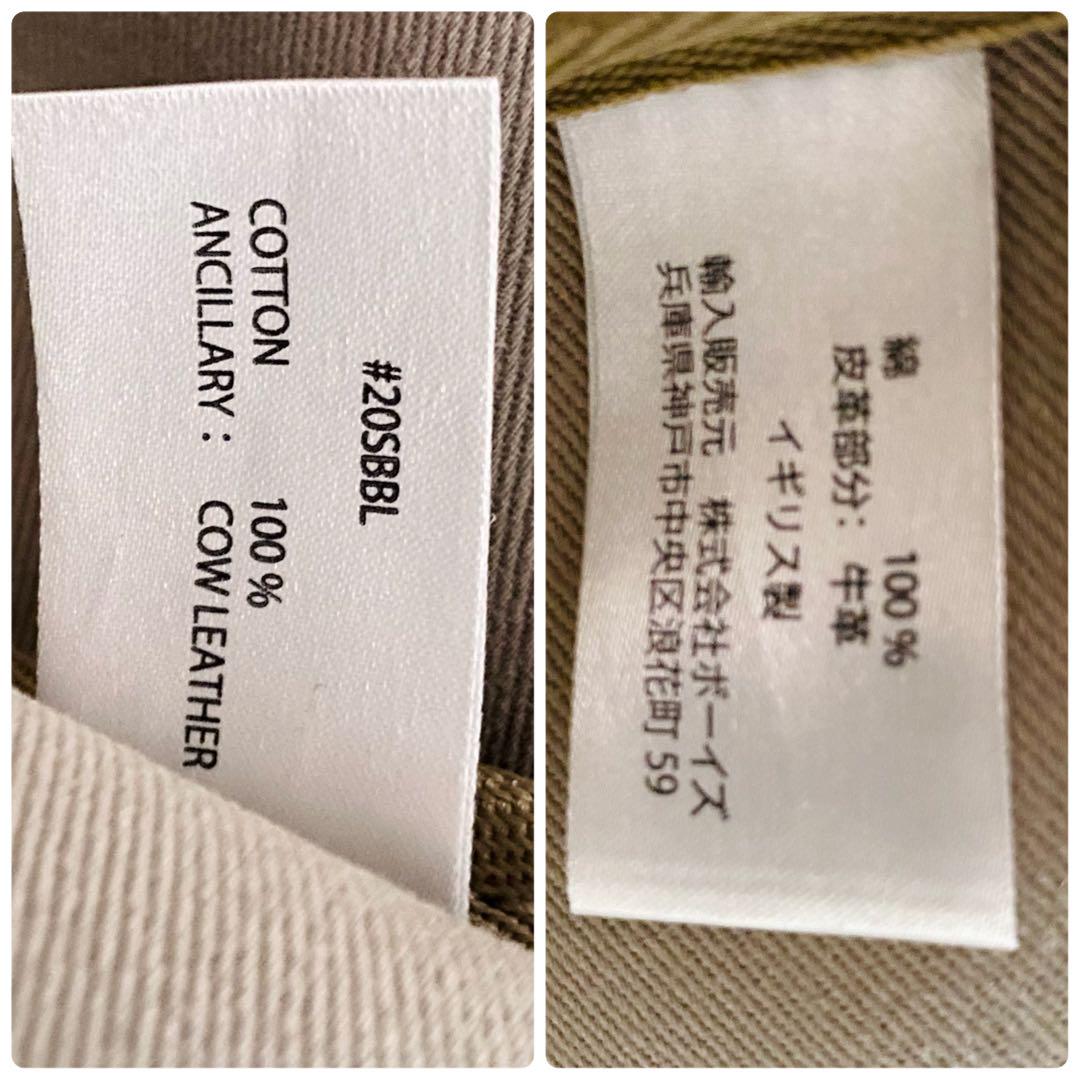 #20SBBL
COTTON 100 %
ANCILLARY : COW LEATHER
綿 100 %
皮革部分: 牛革
イギリス製
輸入販売元 株式会社ボーイズ
兵庫県神戸市中央区浪花町 59